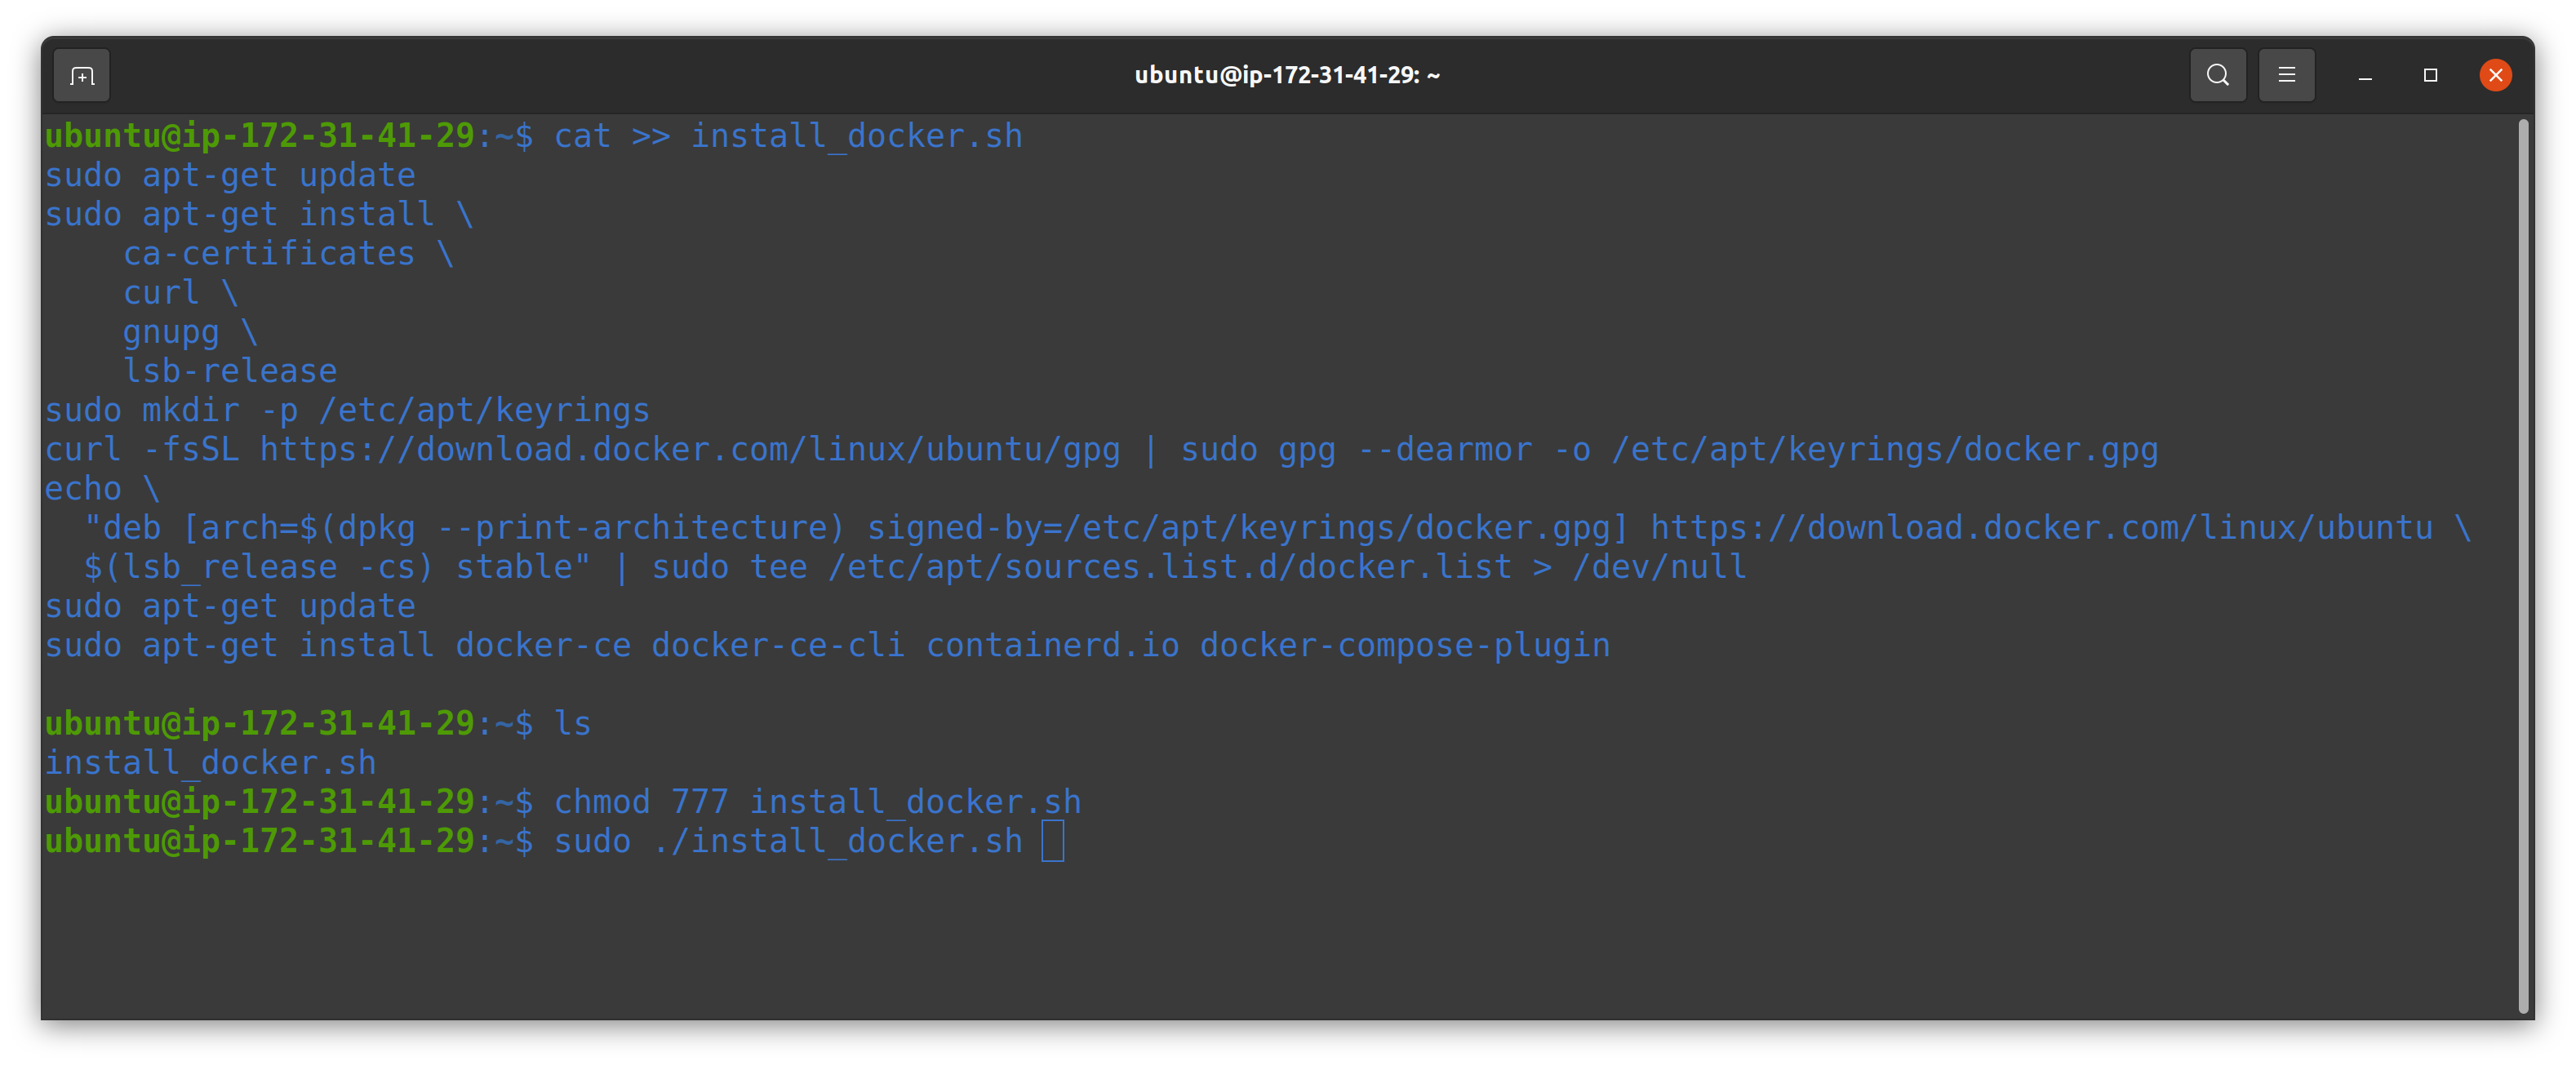 ubuntu@ip-172-31-41-29: ~
ubuntu@ip-172-31-41-29:~$ cat >> install_docker.sh
sudo apt-get update
sudo apt-get install \
    ca-certificates \
    curl \
    gnupg \
    lsb-release
sudo mkdir -p /etc/apt/keyrings
curl -fsSL https://download.docker.com/linux/ubuntu/gpg | sudo gpg --dearmor -o /etc/apt/keyrings/docker.gpg
echo \
  "deb [arch=$(dpkg --print-architecture) signed-by=/etc/apt/keyrings/docker.gpg] https://download.docker.com/linux/ubuntu \
  $(lsb_release -cs) stable" | sudo tee /etc/apt/sources.list.d/docker.list > /dev/null
sudo apt-get update
sudo apt-get install docker-ce docker-ce-cli containerd.io docker-compose-plugin
ubuntu@ip-172-31-41-29:~$ ls
install_docker.sh
ubuntu@ip-172-31-41-29:~$ chmod 777 install_docker.sh
ubuntu@ip-172-31-41-29:~$ sudo ./install_docker.sh